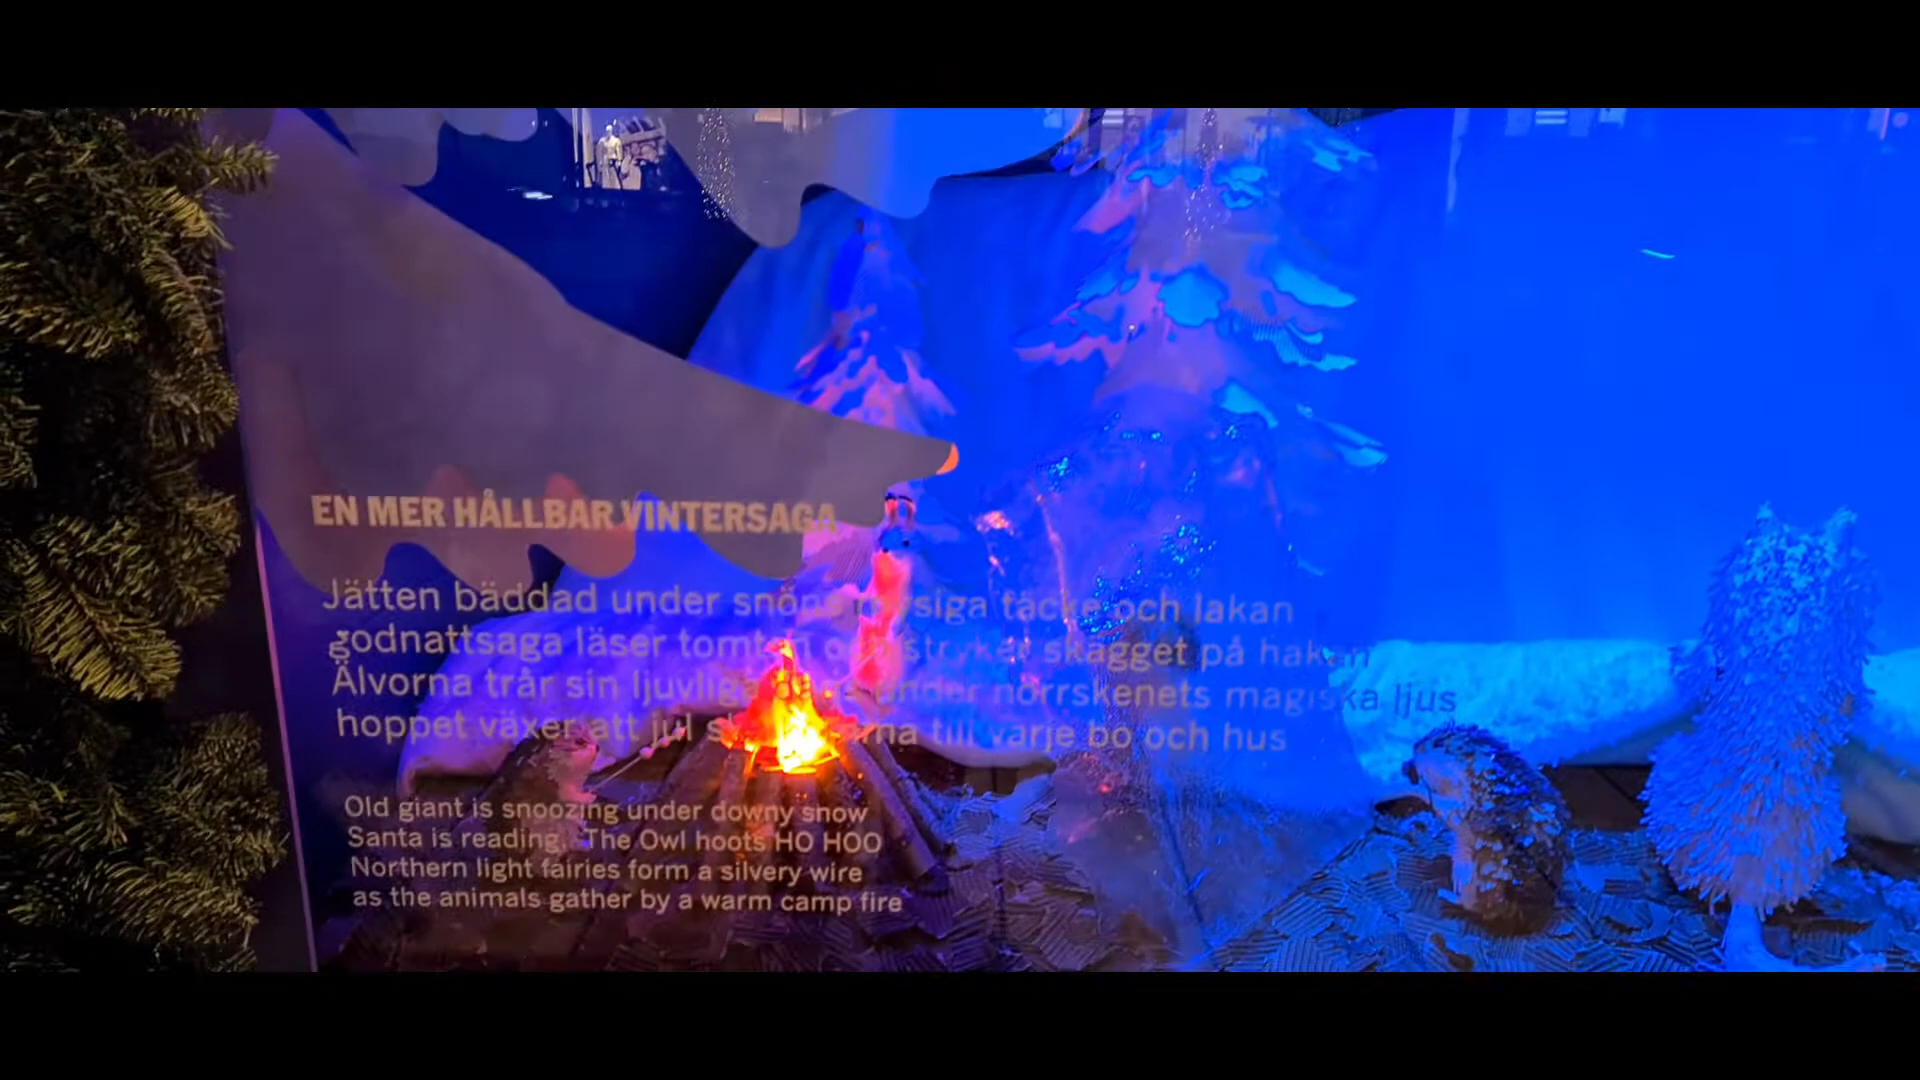 EN MER HÅLLBAR VINTERSAGA
Jätten bäddad under snöns mysiga täcke och lakan
godnattsaga läser tomten och stryker skägget på hakan
Älvorna trår sin ljuvliga dans under norrskenets magiska ljus
hoppet växer att jul ska komma till varje bo och hus
Old giant is snoozing under downy snow
Santa is reading, The Owl hoots HO HOO
Northern light fairies form a silvery wire
as the animals gather by a warm camp fire